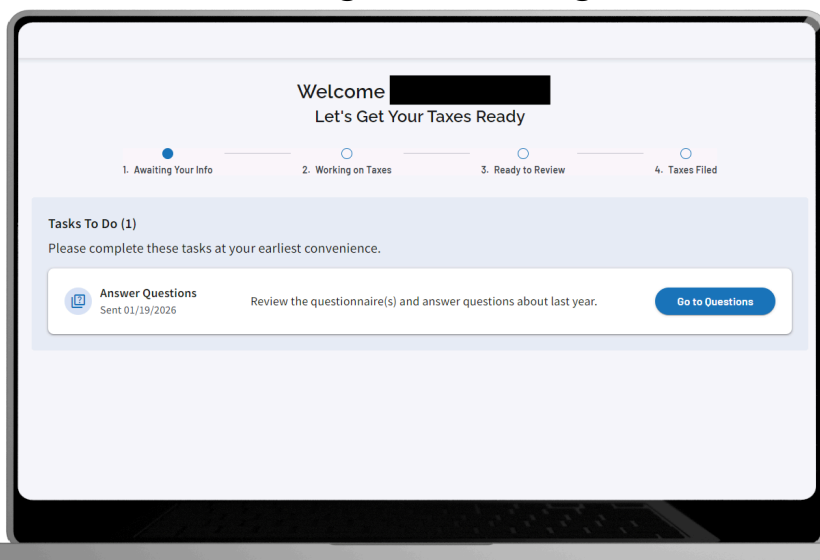 Welcome
Let's Get Your Taxes Ready
1. Awaiting Your Info
2. Working on Taxes
3. Ready to Review
4. Taxes Filed
Tasks To Do (1)
Please complete these tasks at your earliest convenience.
Answer Questions
Sent 01/19/2026
Review the questionnaire(s) and answer questions about last year.
Go to Questions